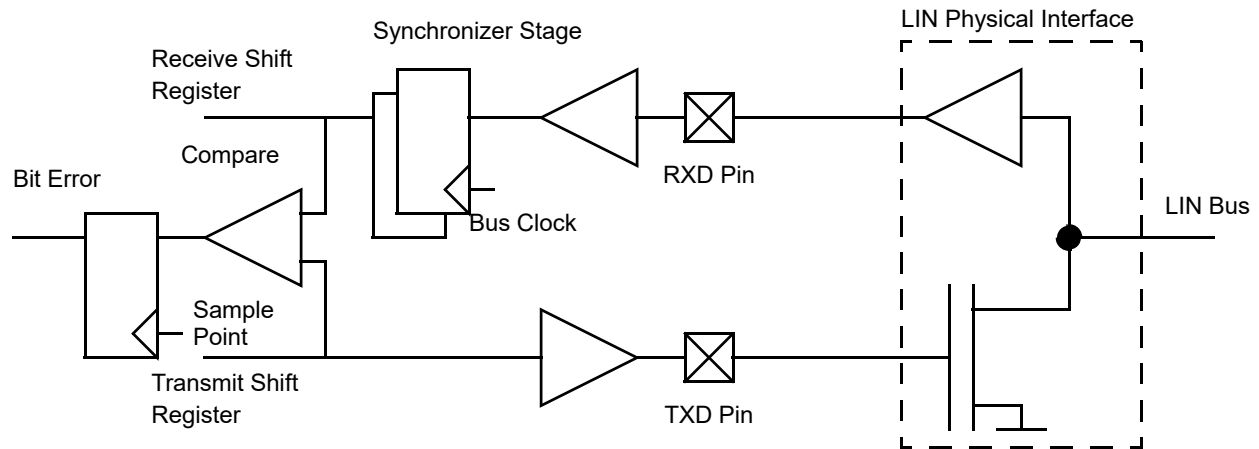 LIN Physical Interface
Synchronizer Stage
Receive Shift
Register
Compare
RXD Pin
Bit Error
LIN Bus
Bus Clock
Sample
Point
Transmit Shift
Register
TXD Pin